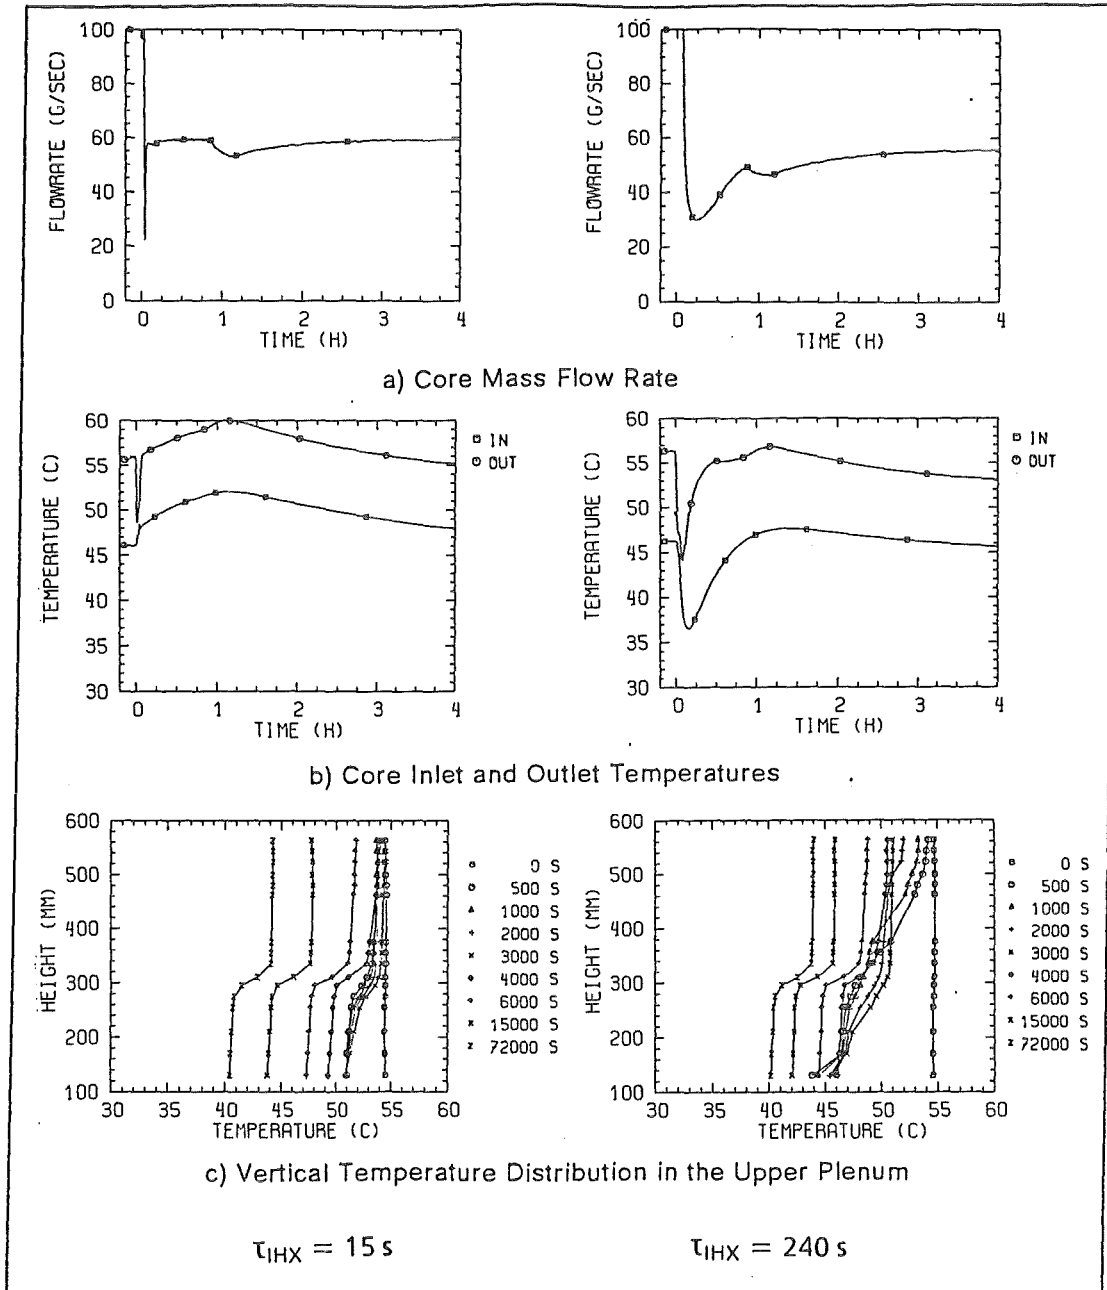 100
80
60
40
20
0
FLOWRATE (G/SEC)
0 1 2 3 4
TIME (H)
100
80
60
40
20
0
FLOWRATE (G/SEC)
0 1 2 3 4
TIME (H)
a) Core Mass Flow Rate
60
55
50
45
40
35
30
TEMPERATURE (C)
0 1 2 3 4
TIME (H)
IN
OUT
60
55
50
45
40
35
30
TEMPERATURE (C)
0 1 2 3 4
TIME (H)
IN
OUT
b) Core Inlet and Outlet Temperatures
600
500
400
300
200
100
HEIGHT (MM)
30 35 40 45 50 55 60
TEMPERATURE (C)
0 S
500 S
1000 S
2000 S
3000 S
4000 S
6000 S
15000 S
72000 S
600
500
400
300
200
100
HEIGHT (MM)
30 35 40 45 50 55 60
TEMPERATURE (C)
0 S
500 S
1000 S
2000 S
3000 S
4000 S
6000 S
15000 S
72000 S
c) Vertical Temperature Distribution in the Upper Plenum
τIHX = 15 s
τIHX = 240 s